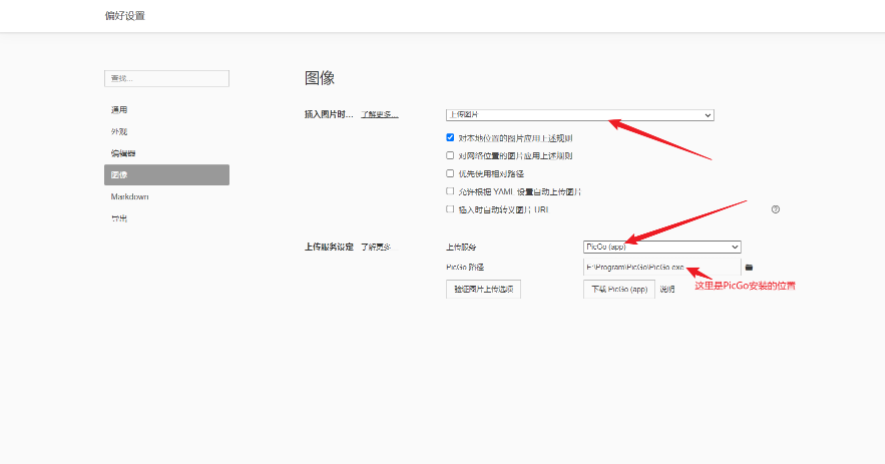 偏好设置
查找...
通用
外观
编辑器
图像
Markdown
导出
图像
插入图片时... 了解更多...
上传图片
对本地位置的图片应用上述规则
对网络位置的图片应用上述规则
优先使用相对路径
允许根据 YAML 设置自动上传图片
插入时自动转义图片 URL
上传服务设定 了解更多...
上传服务 PicGo (app)
PicGo 路径 F:\Program\PicGo\PicGo.exe
验证图片上传选项 下载 PicGo (app) 说明
这里是PicGo安装的位置